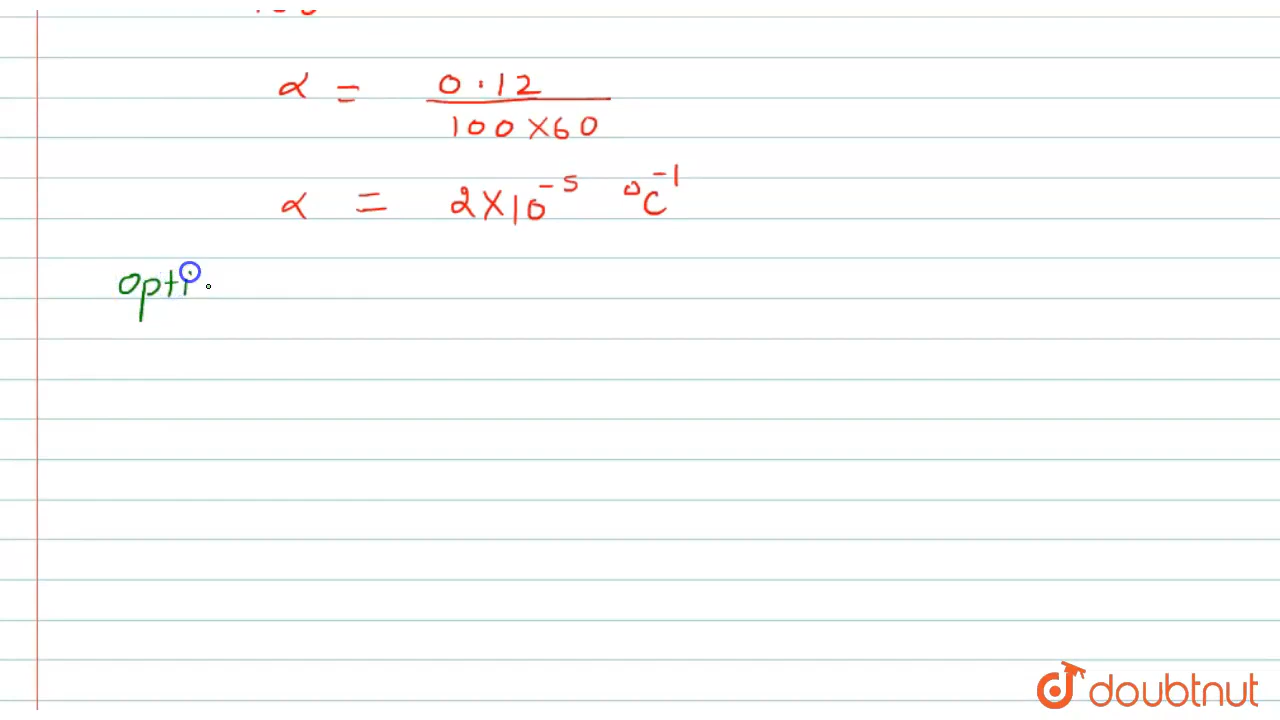 α = 0.12
100×60
α = 2×10⁻⁵ °C⁻¹
opti
doubtnut